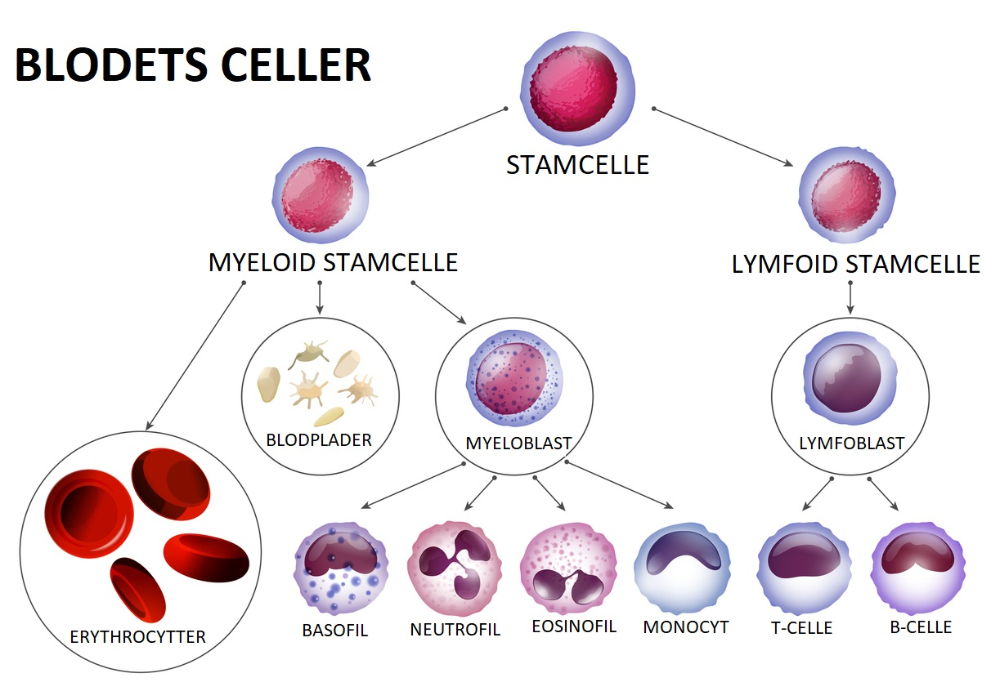 BLODETS CELLER
STAMCELLE
MYELOID STAMCELLE
LYMFOID STAMCELLE
BLODPLADER
MYELOBLAST
LYMFOBLAST
ERYTHROCYTTER
BASOFIL
NEUTROFIL
EOSINOFIL
MONOCYT
T-CELLE
B-CELLE